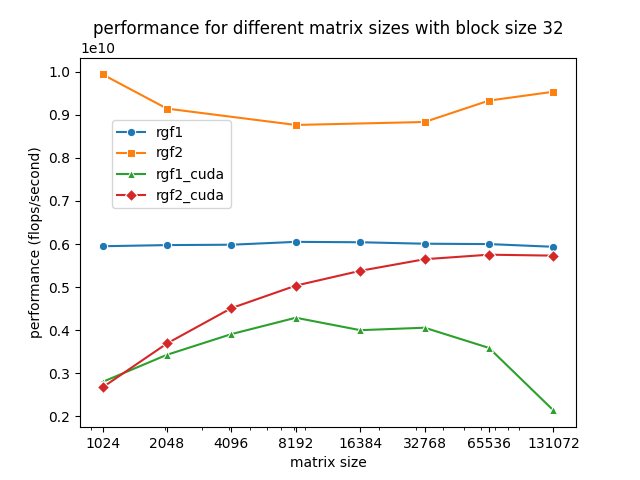 performance for different matrix sizes with block size 32
1e10
1.0
0.9
0.8
0.7
0.6
0.5
0.4
0.3
0.2
performance (flops/second)
rgf1
rgf2
rgf1_cuda
rgf2_cuda
1024 2048 4096 8192 16384 32768 65536 131072
matrix size